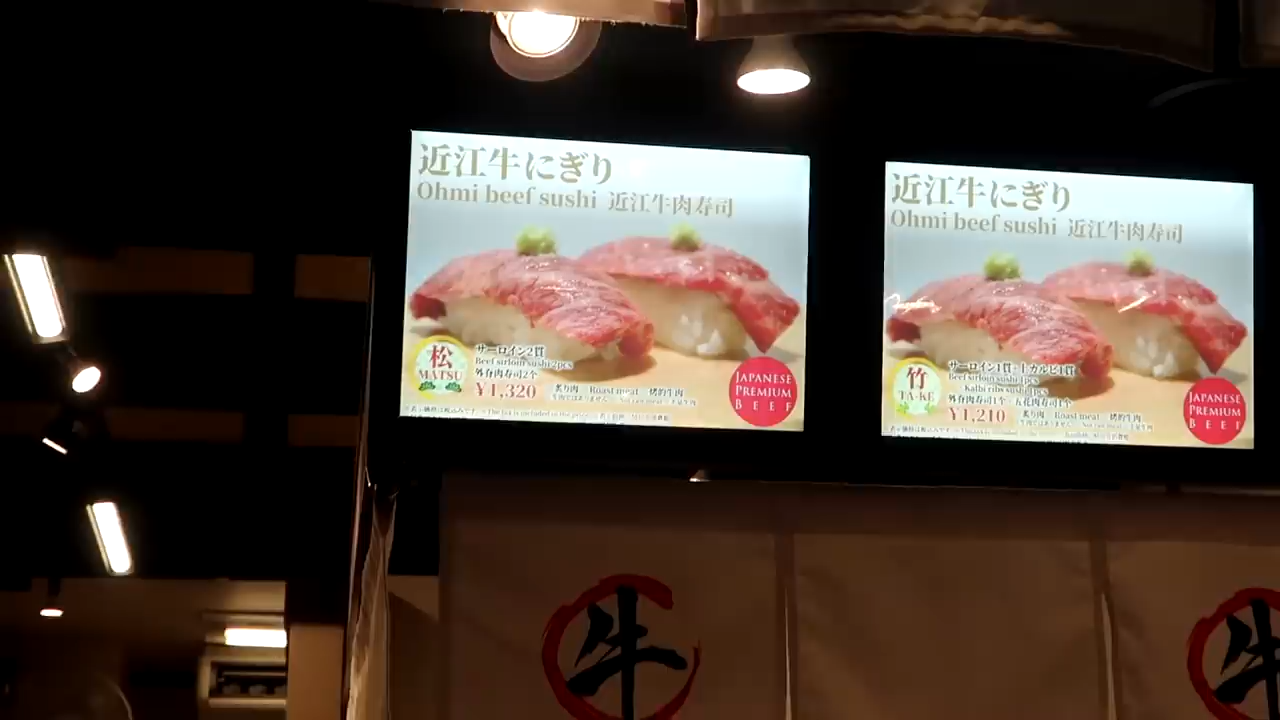 近江牛にぎり
Ohmi beef sushi 近江牛肉寿司
松
MATSU
サーロイン2貫
Beef sirloin sushi 2pcs
外脊肉寿司2个
¥1,320
炙り肉 Roast meat 烤的牛肉
JAPANESE
PREMIUM
BEEF
近江牛にぎり
Ohmi beef sushi 近江牛肉寿司
竹
TA-KE
サーロイン1貫・上カルビ1貫
Beef sirloin sushi 1pcs
Kalbi ribs sushi 1pcs
外脊肉寿司1个 五花肉寿司1个
¥1,210
炙り肉 Roast meat 烤的牛肉
JAPANESE
PREMIUM
BEEF
牛
牛